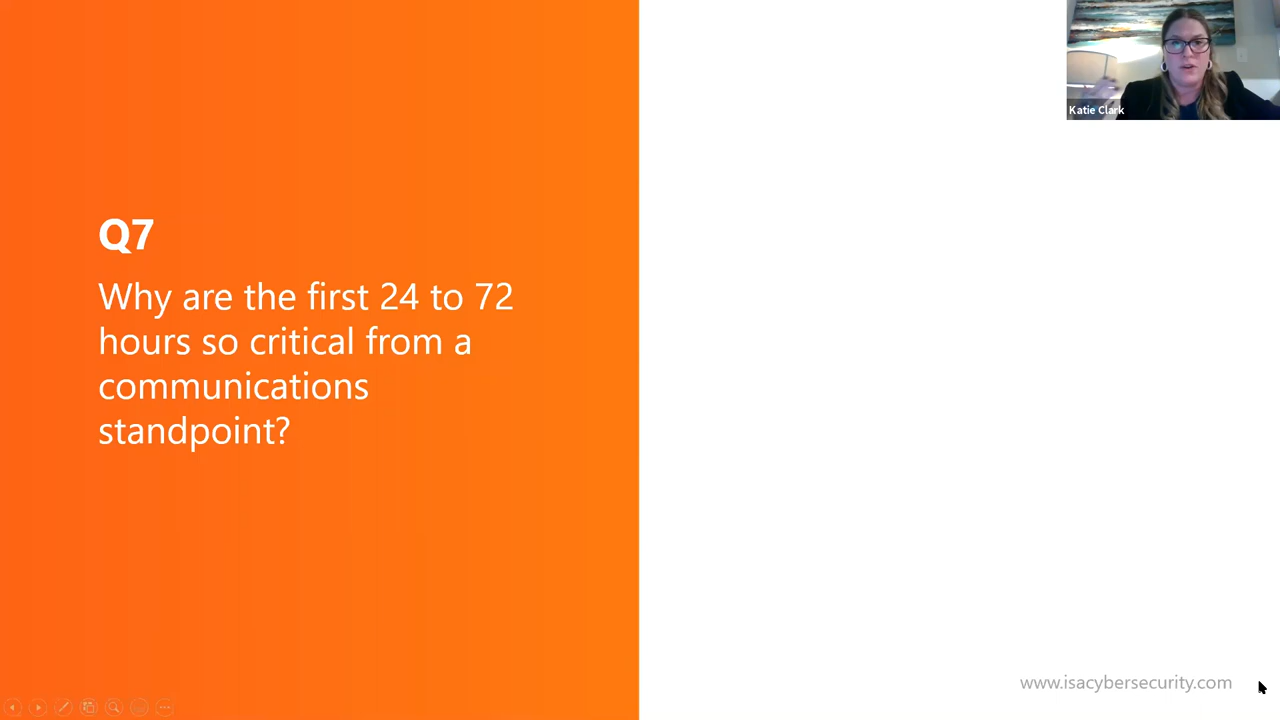 Katie Clark
Q7
Why are the first 24 to 72
hours so critical from a
communications
standpoint?
www.isacybersecurity.com